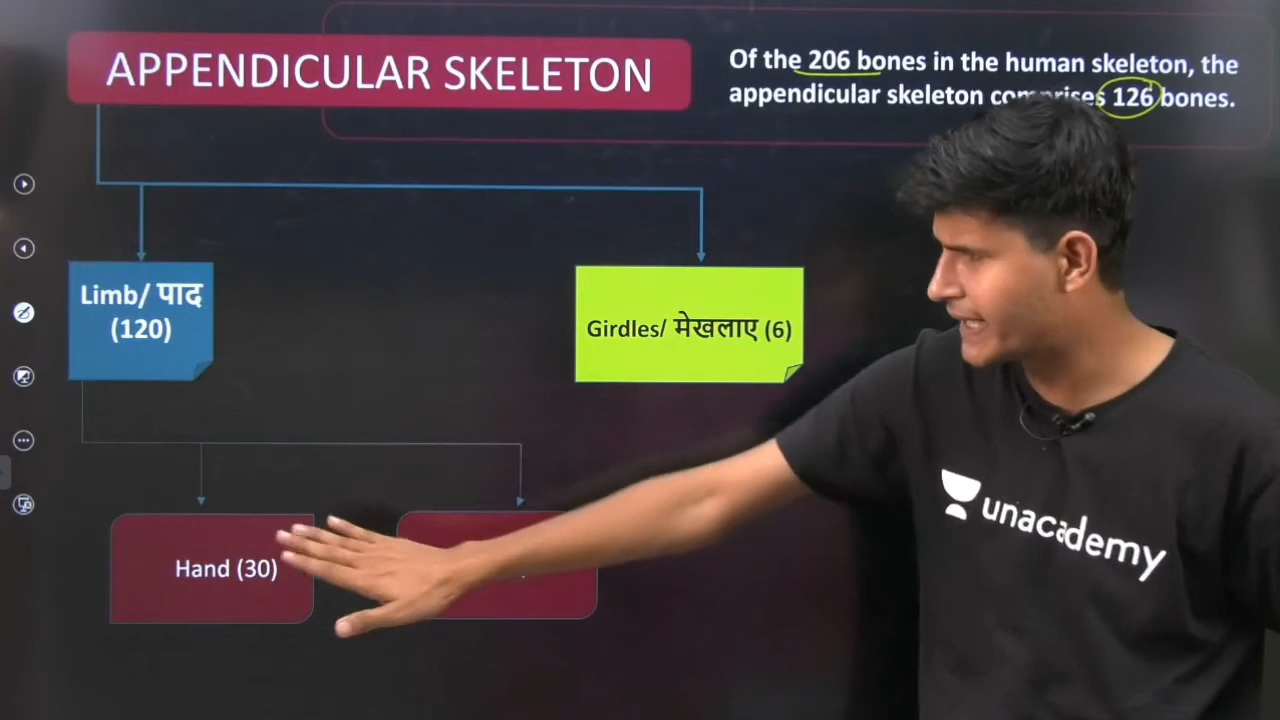 APPENDICULAR SKELETON
Of the 206 bones in the human skeleton, the
appendicular skeleton comprises 126 bones.
Limb/ पाद
(120)
Girdles/ मेखलाए (6)
Hand (30)
unacademy